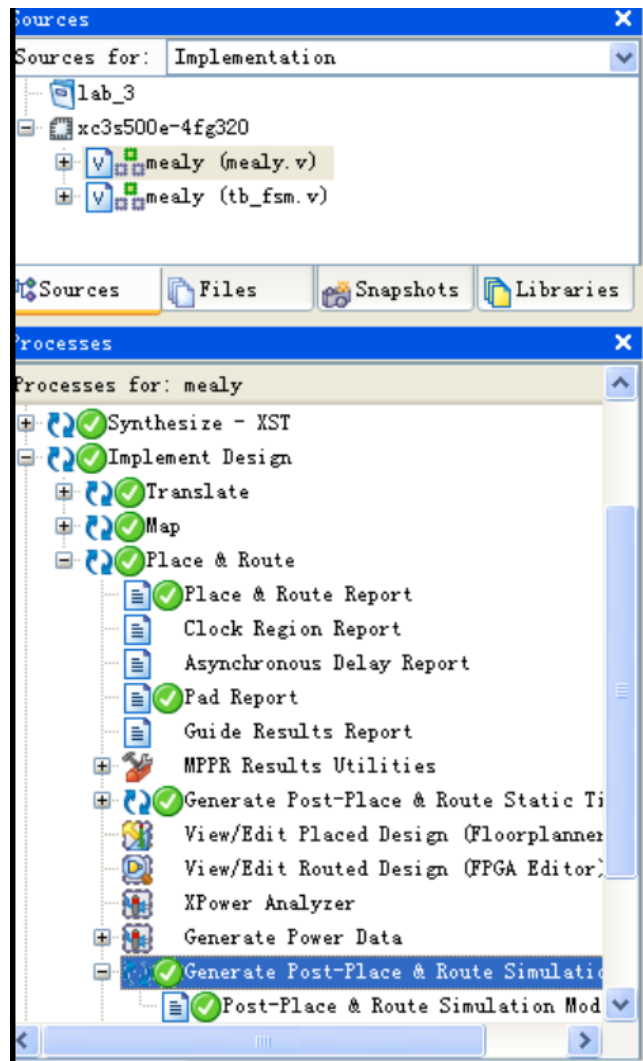 Sources
Sources for: Implementation
lab_3
xc3s500e-4fg320
mealy (mealy.v)
mealy (tb_fsm.v)
Sources Files Snapshots Libraries
Processes
Processes for: mealy
Synthesize - XST
Implement Design
Translate
Map
Place & Route
Place & Route Report
Clock Region Report
Asynchronous Delay Report
Pad Report
Guide Results Report
MPPR Results Utilities
Generate Post-Place & Route Static Ti
View/Edit Placed Design (Floorplanner
View/Edit Routed Design (FPGA Editor)
XPower Analyzer
Generate Power Data
Generate Post-Place & Route Simulatio
Post-Place & Route Simulation Mod